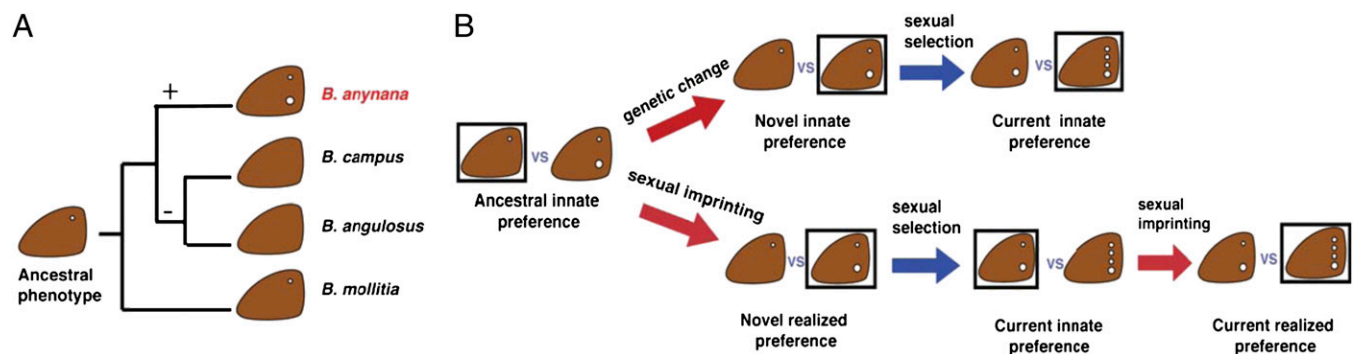 A
+
B. anynana
B. campus
-
B. angulosus
Ancestral
phenotype
B. mollitia
B
VS
Ancestral innate
preference
genetic change
VS
Novel innate
preference
sexual
selection
VS
Current innate
preference
sexual imprinting
VS
Novel realized
preference
sexual
selection
VS
Current innate
preference
sexual
imprinting
VS
Current realized
preference